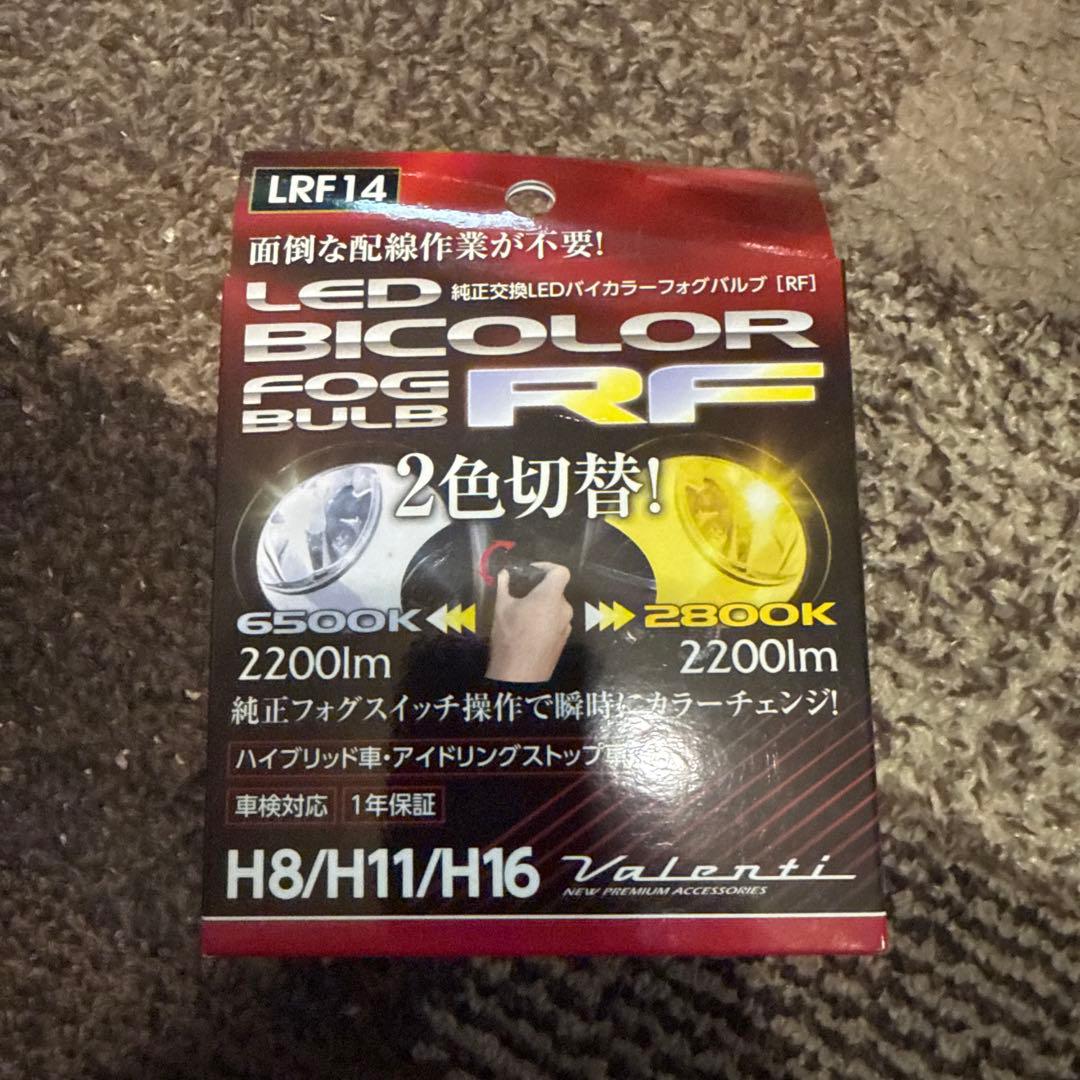 LRF14
面倒な配線作業が不要!
LED 純正交換LEDバイカラーフォグバルブ [RF]
BICOLOR
FOG BULB RF
2色切替!
6500K 2800K
2200lm 2200lm
純正フォグスイッチ操作で瞬時にカラーチェンジ!
ハイブリッド車・アイドリングストップ車
車検対応 1年保証
H8/H11/H16 Valenti
NEW PREMIUM ACCESSORIES